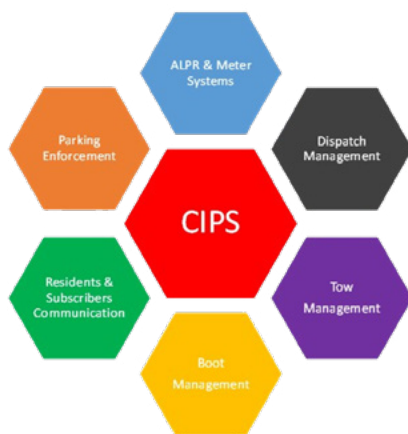 ALPR & Meter
Systems
Parking
Enforcement
Dispatch
Management
CIPS
Residents &
Subscribers
Communication
Tow
Management
Boot
Management